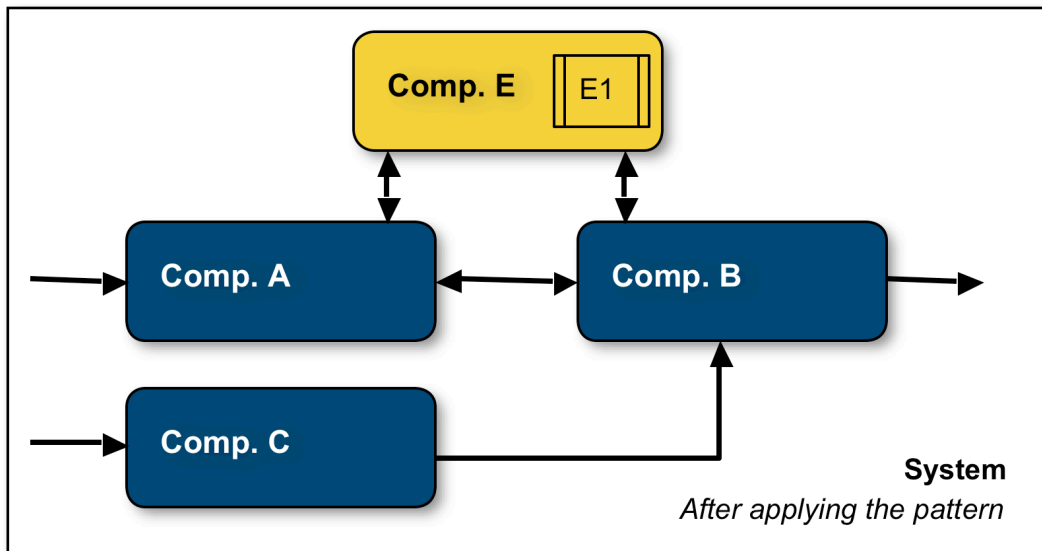 Comp. E
E1
Comp. A
Comp. B
Comp. C
System
After applying the pattern